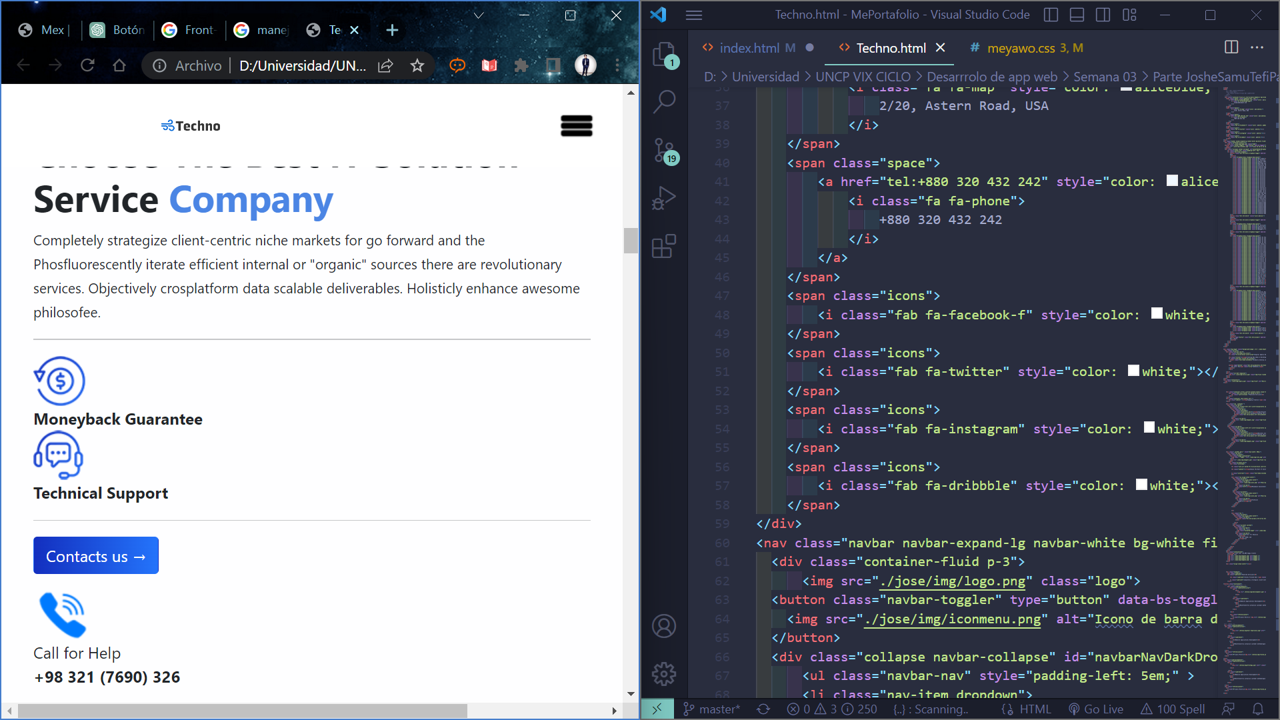 Mex |
Botón
Front
mane
Te
Archivo
D:/Universidad/UN...
Techno
Service Company
Completely strategize client-centric niche markets for go forward and the
Phosfluorescently iterate efficient internal or "organic" sources there are revolutionary
services. Objectively crosplatform data scalable deliverables. Holisticly enhance awesome
philosofee.
Moneyback Guarantee
Technical Support
Contacts us →
Call for Help
+98 321 (7690) 326
Techno.html - MePortafolio - Visual Studio Code
index.html M
Techno.html
# meyawo.css 3, M
D: > Universidad > UNCP VIX CICLO > Desarrrolo de app web > Semana 03 > Parte JosheSamuTefiPa
1
19
37 2/20, Astern Road, USA
38 </i>
39 </span>
40 <span class="space">
41 <a href="tel:+880 320 432 242" style="color: alice
42 <i class="fa fa-phone">
43 +880 320 432 242
44 </i>
45 </a>
46 </span>
47 <span class="icons">
48 <i class="fab fa-facebook-f" style="color: white;
49 </span>
50 <span class="icons">
51 <i class="fab fa-twitter" style="color: white;"></
52 </span>
53 <span class="icons">
54 <i class="fab fa-instagram" style="color: white;">
55 </span>
56 <span class="icons">
57 <i class="fab fa-dribbble" style="color: white;"><
58 </span>
59 </div>
60 <nav class="navbar navbar-expand-lg navbar-white bg-white fi
61 <div class="container-fluid p-3">
62 <img src="./jose/img/logo.png" class="logo">
63 <button class="navbar-toggler" type="button" data-bs-toggl
64 <img src="./jose/img/iconmenu.png" alt="Icono de barra d
65 </button>
66 <div class="collapse navbar-collapse" id="navbarNavDarkDro
67 <ul class="navbar-nav" style="padding-left: 5em;" >
68 <li class="nav-item dropdown">
master* 0 3 250 {..} : Scanning.. HTML Go Live 100 Spell